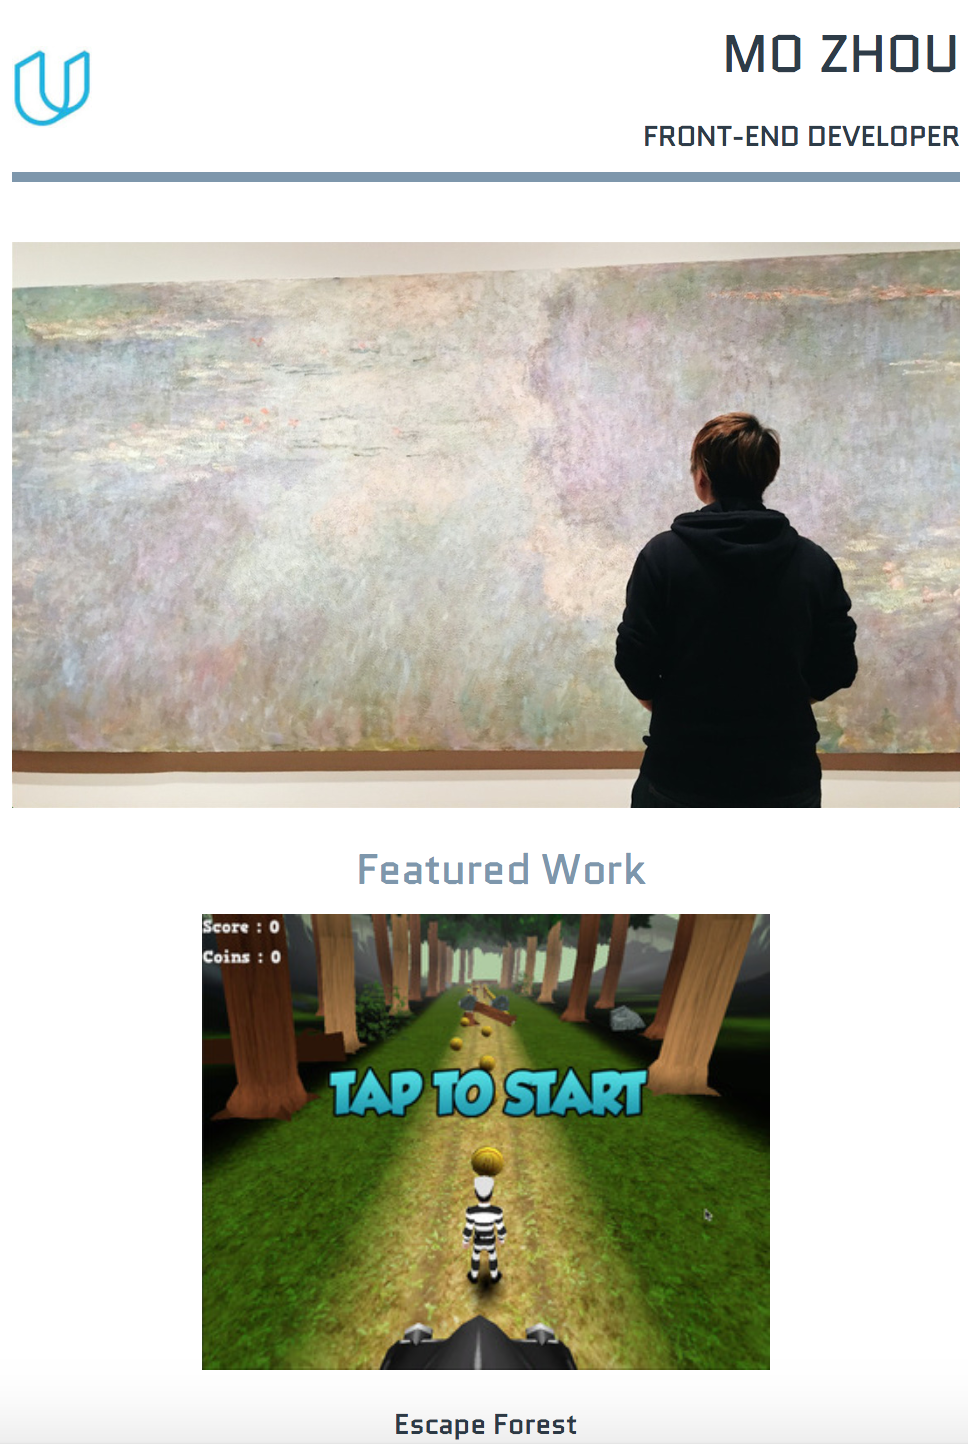 MO ZHOU
FRONT-END DEVELOPER
Featured Work
Score : 0
Coins : 0
TAP TO START
Escape Forest